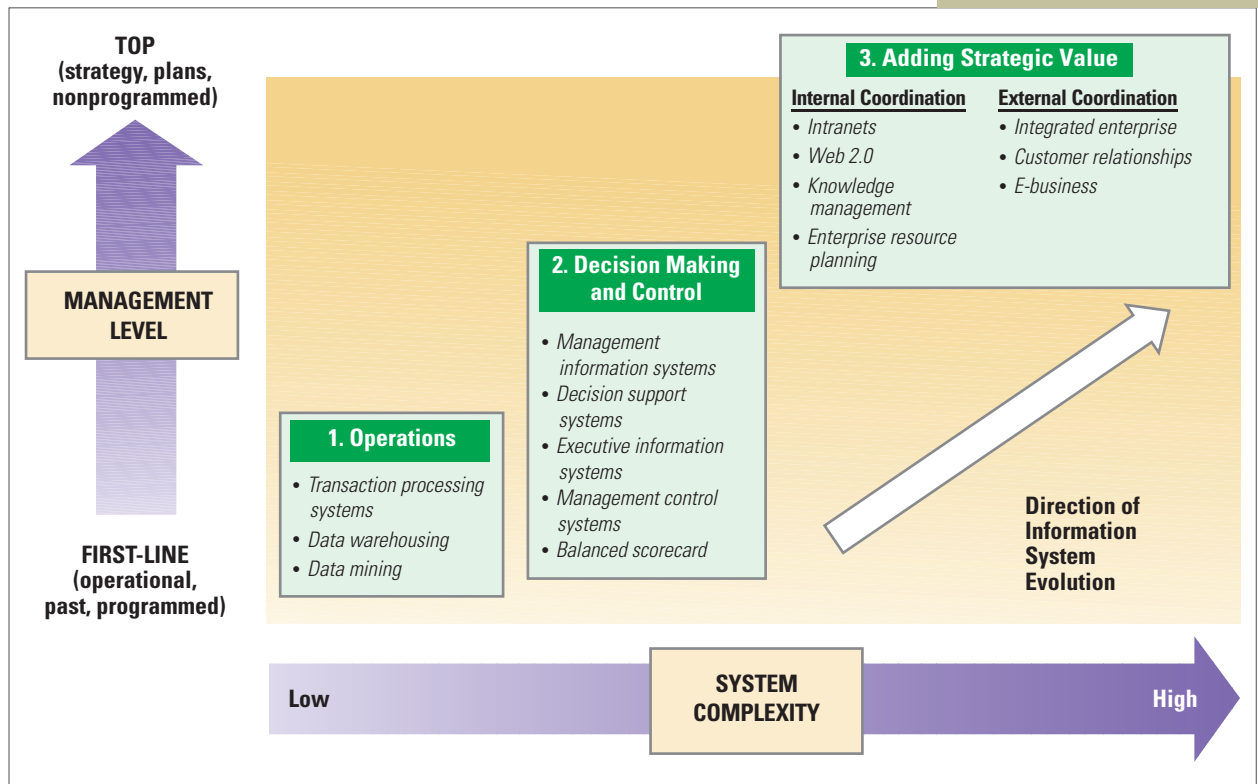 TOP
(strategy, plans,
nonprogrammed)
MANAGEMENT
LEVEL
FIRST-LINE
(operational,
past, programmed)
1. Operations
• Transaction processing
systems
• Data warehousing
• Data mining
2. Decision Making
and Control
• Management
information systems
• Decision support
systems
• Executive information
systems
• Management control
systems
• Balanced scorecard
3. Adding Strategic Value
Internal Coordination
• Intranets
• Web 2.0
• Knowledge
management
• Enterprise resource
planning
External Coordination
• Integrated enterprise
• Customer relationships
• E-business
Direction of
Information
System
Evolution
Low
SYSTEM
COMPLEXITY
High